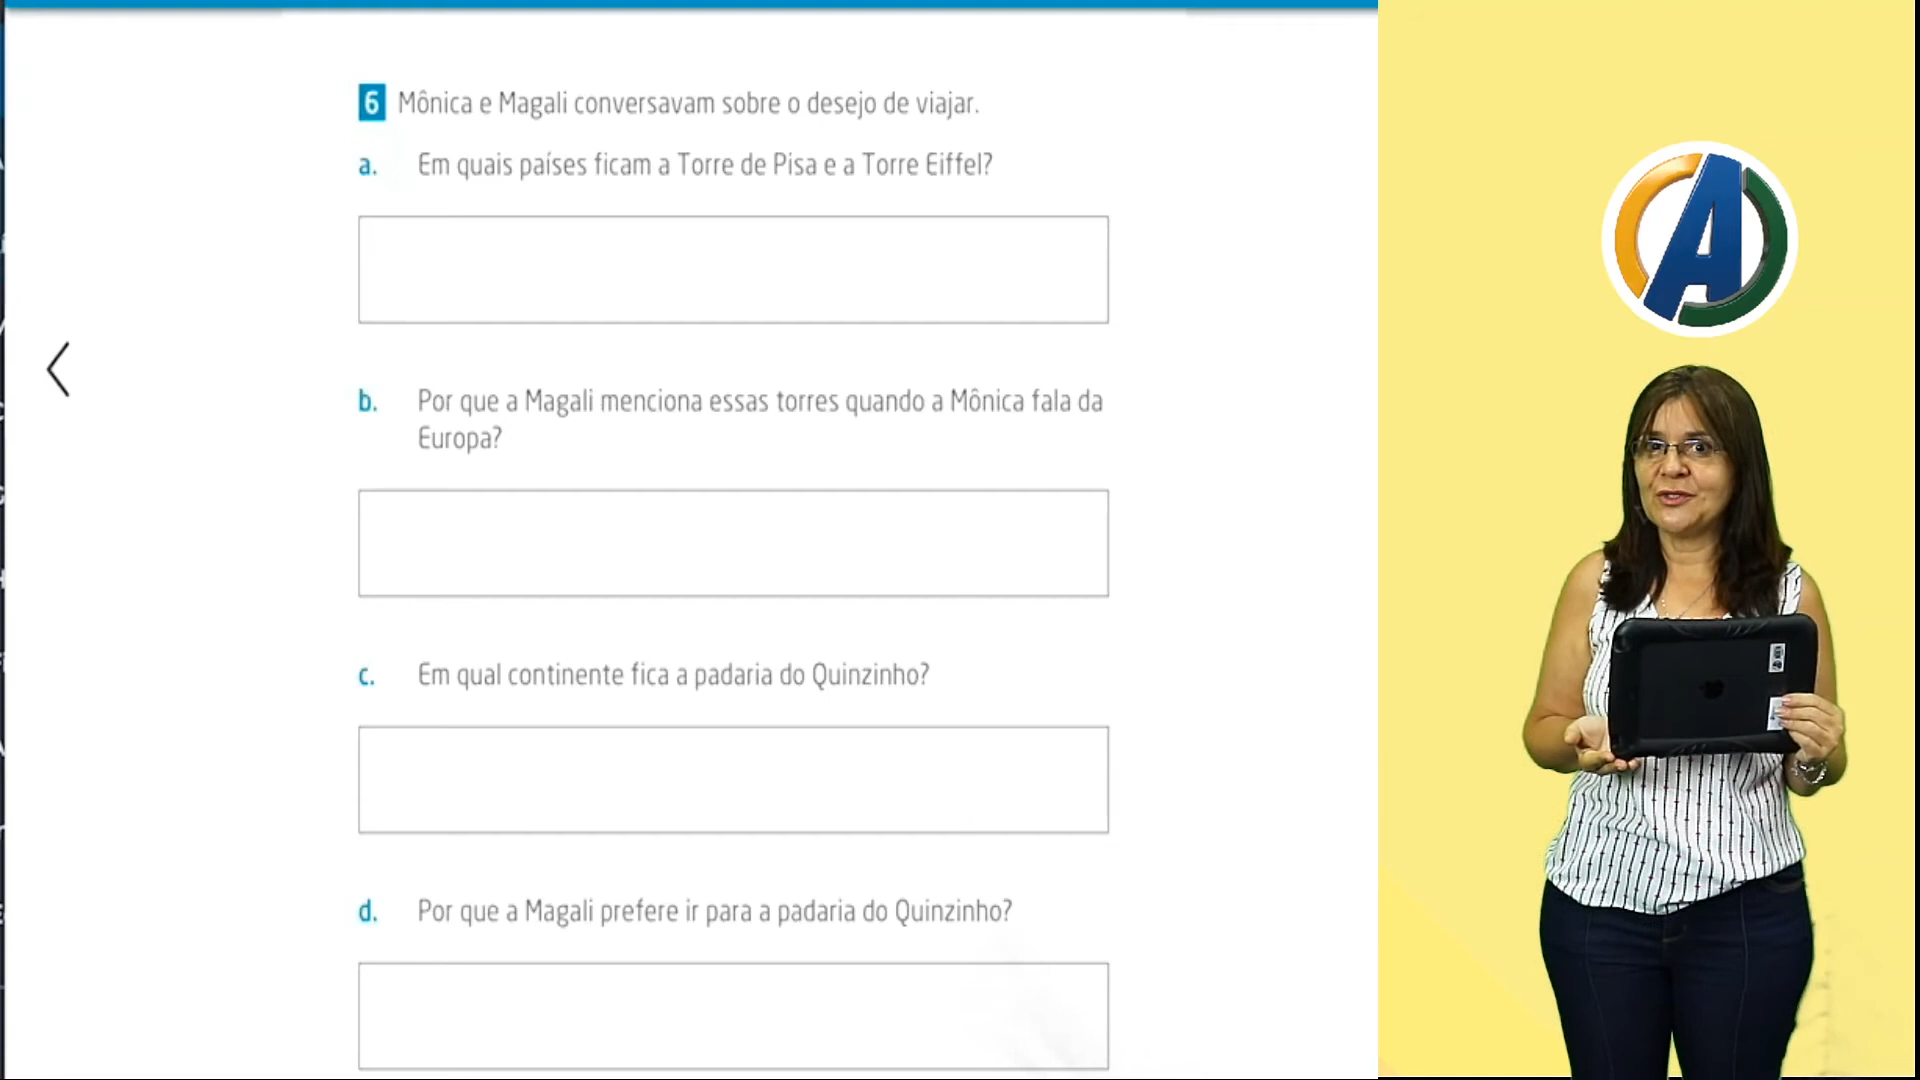 6 Mônica e Magali conversavam sobre o desejo de viajar.
a. Em quais países ficam a Torre de Pisa e a Torre Eiffel?
b. Por que a Magali menciona essas torres quando a Mônica fala da
Europa?
c. Em qual continente fica a padaria do Quinzinho?
d. Por que a Magali prefere ir para a padaria do Quinzinho?
A